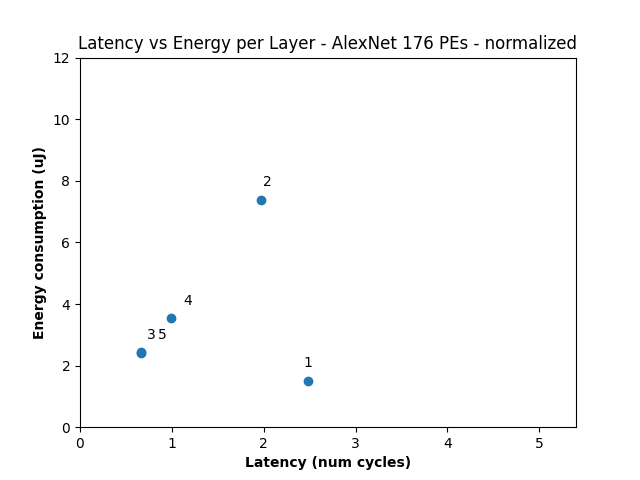 Latency vs Energy per Layer - AlexNet 176 PEs - normalized
Energy consumption (uJ)
12
10
8
6
4
2
0
2
4
3 5
1
0 1 2 3 4 5
Latency (num cycles)